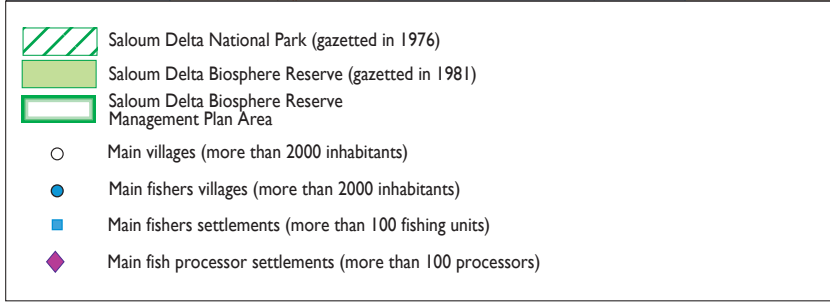 Saloum Delta National Park (gazetted in 1976)
Saloum Delta Biosphere Reserve (gazetted in 1981)
Saloum Delta Biosphere Reserve
Management Plan Area
Main villages (more than 2000 inhabitants)
Main fishers villages (more than 2000 inhabitants)
Main fishers settlements (more than 100 fishing units)
Main fish processor settlements (more than 100 processors)